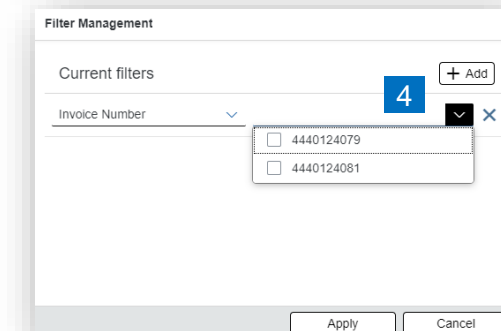 Filter Management
Current filters
+ Add
4
Invoice Number
4440124079
4440124081
Apply
Cancel